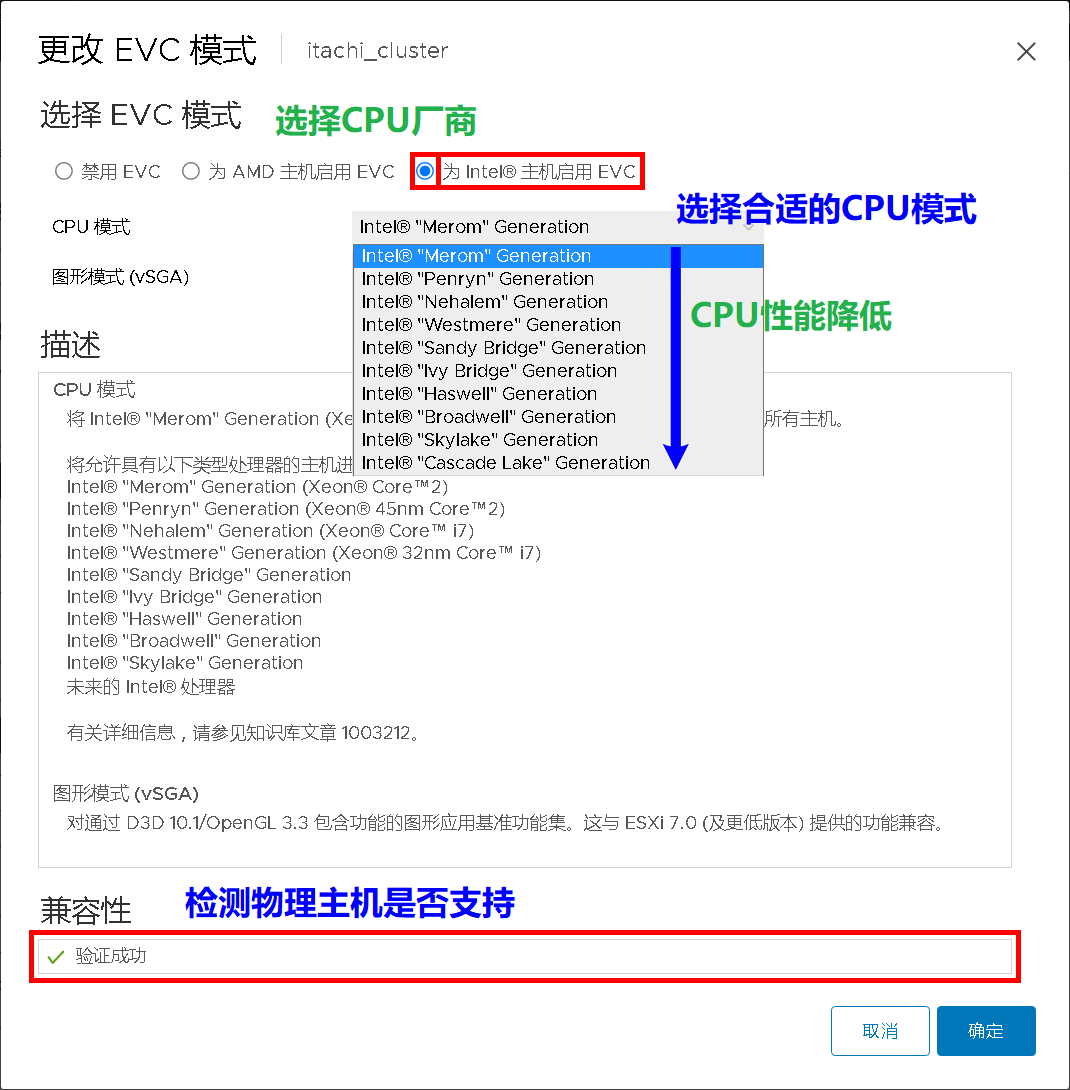 更改 EVC 模式 itachi_cluster
选择 EVC 模式 选择CPU厂商
禁用 EVC 为 AMD 主机启用 EVC 为 Intel® 主机启用 EVC
选择合适的CPU模式
CPU 模式 Intel® "Merom" Generation
Intel® "Merom" Generation
图形模式 (vSGA)
Intel® "Penryn" Generation
Intel® "Nehalem" Generation
Intel® "Westmere" Generation
CPU性能降低
Intel® "Sandy Bridge" Generation
Intel® "Ivy Bridge" Generation
Intel® "Haswell" Generation
Intel® "Broadwell" Generation
Intel® "Skylake" Generation
Intel® "Cascade Lake" Generation
描述
CPU 模式
将 Intel® "Merom" Generation (Xe 所有主机。
将允许具有以下类型处理器的主机进
Intel® "Merom" Generation (Xeon® Core™2)
Intel® "Penryn" Generation (Xeon® 45nm Core™2)
Intel® "Nehalem" Generation (Xeon® Core™ i7)
Intel® "Westmere" Generation (Xeon® 32nm Core™ i7)
Intel® "Sandy Bridge" Generation
Intel® "Ivy Bridge" Generation
Intel® "Haswell" Generation
Intel® "Broadwell" Generation
Intel® "Skylake" Generation
未来的 Intel® 处理器
有关详细信息，请参见知识库文章 1003212。
图形模式 (vSGA)
对通过 D3D 10.1/OpenGL 3.3 包含功能的图形应用基准功能集。这与 ESXi 7.0 (及更低版本) 提供的功能兼容。
兼容性 检测物理主机是否支持
验证成功
取消 确定